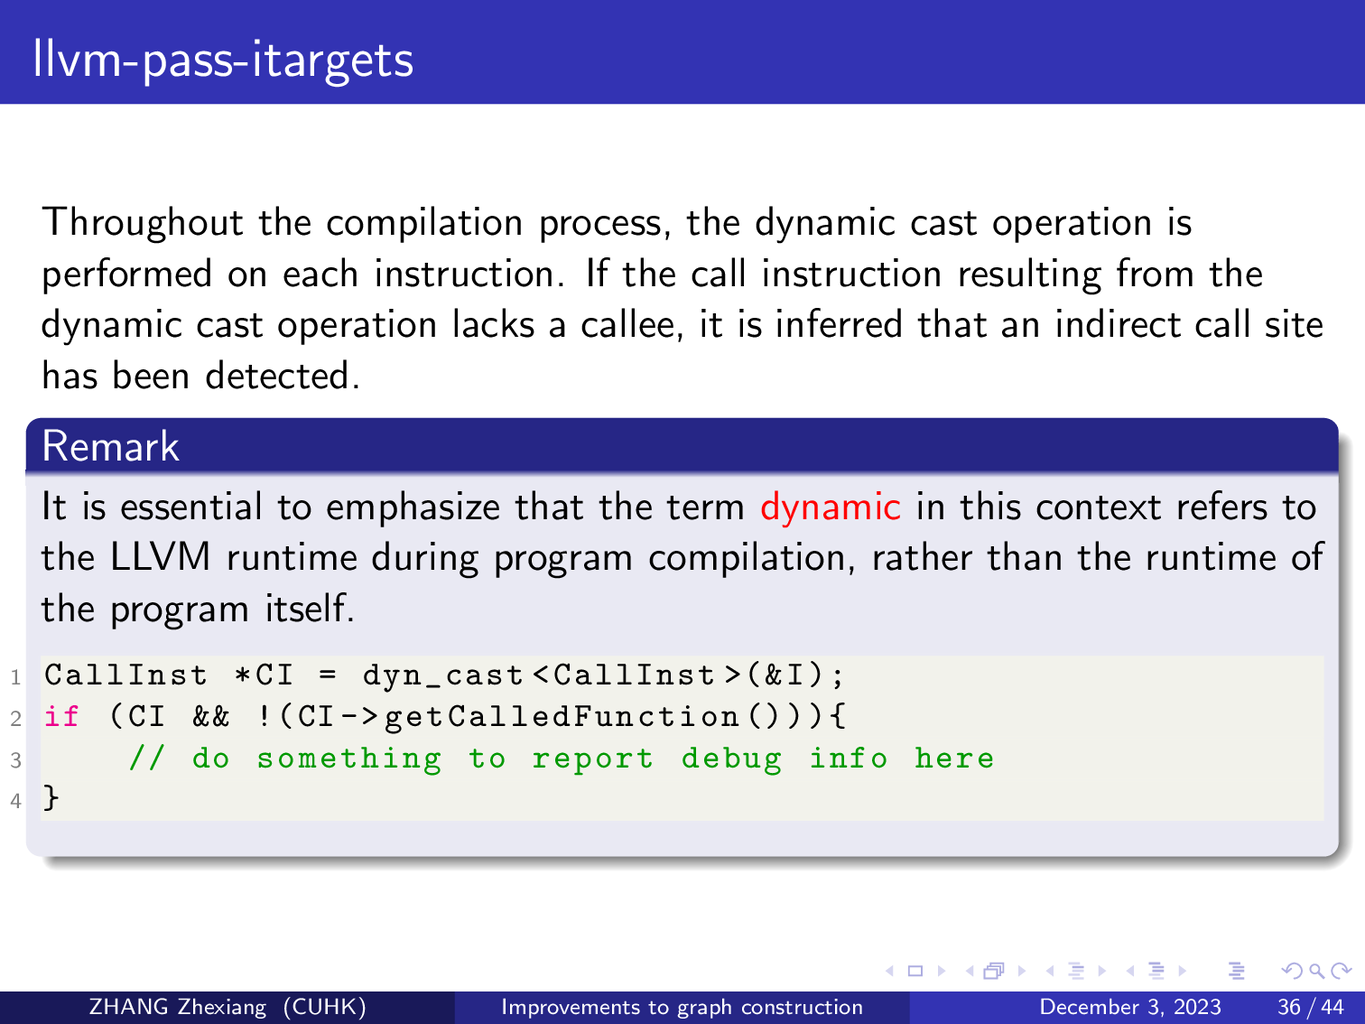 llvm-pass-itargets
Throughout the compilation process, the dynamic cast operation is
performed on each instruction. If the call instruction resulting from the
dynamic cast operation lacks a callee, it is inferred that an indirect call site
has been detected.
Remark
It is essential to emphasize that the term dynamic in this context refers to
the LLVM runtime during program compilation, rather than the runtime of
the program itself.
1 CallInst *CI = dyn_cast<CallInst>(&I);
2 if (CI && !(CI->getCalledFunction())){
3     // do something to report debug info here
4 }
ZHANG Zhexiang (CUHK) Improvements to graph construction December 3, 2023 36 / 44